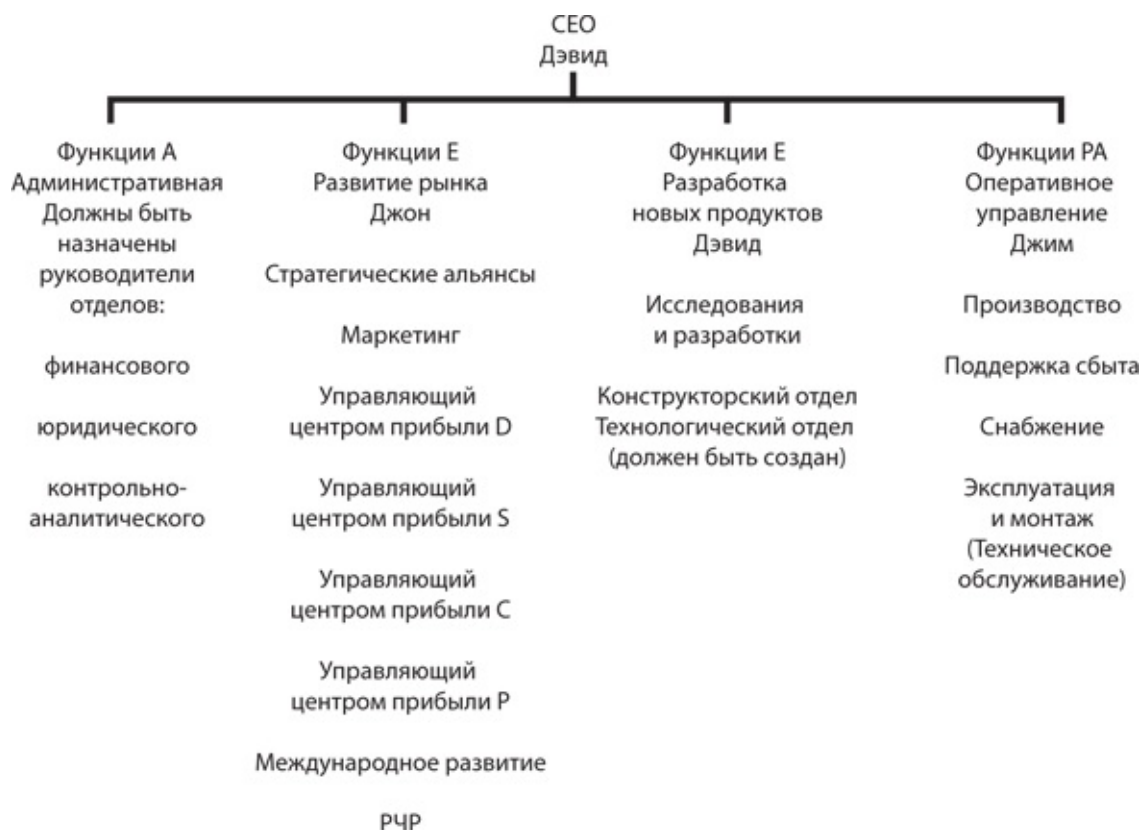 CEO
Дэвид
Функции А
Административная
Должны быть
назначены
руководители
отделов:
финансового
юридического
контрольно-
аналитического
Функции Е
Развитие рынка
Джон
Стратегические альянсы
Маркетинг
Управляющий
центром прибыли D
Управляющий
центром прибыли S
Управляющий
центром прибыли C
Управляющий
центром прибыли P
Международное развитие
РЧР
Функции Е
Разработка
новых продуктов
Дэвид
Исследования
и разработки
Конструкторский отдел
Технологический отдел
(должен быть создан)
Функции РА
Оперативное
управление
Джим
Производство
Поддержка сбыта
Снабжение
Эксплуатация
и монтаж
(Техническое
обслуживание)